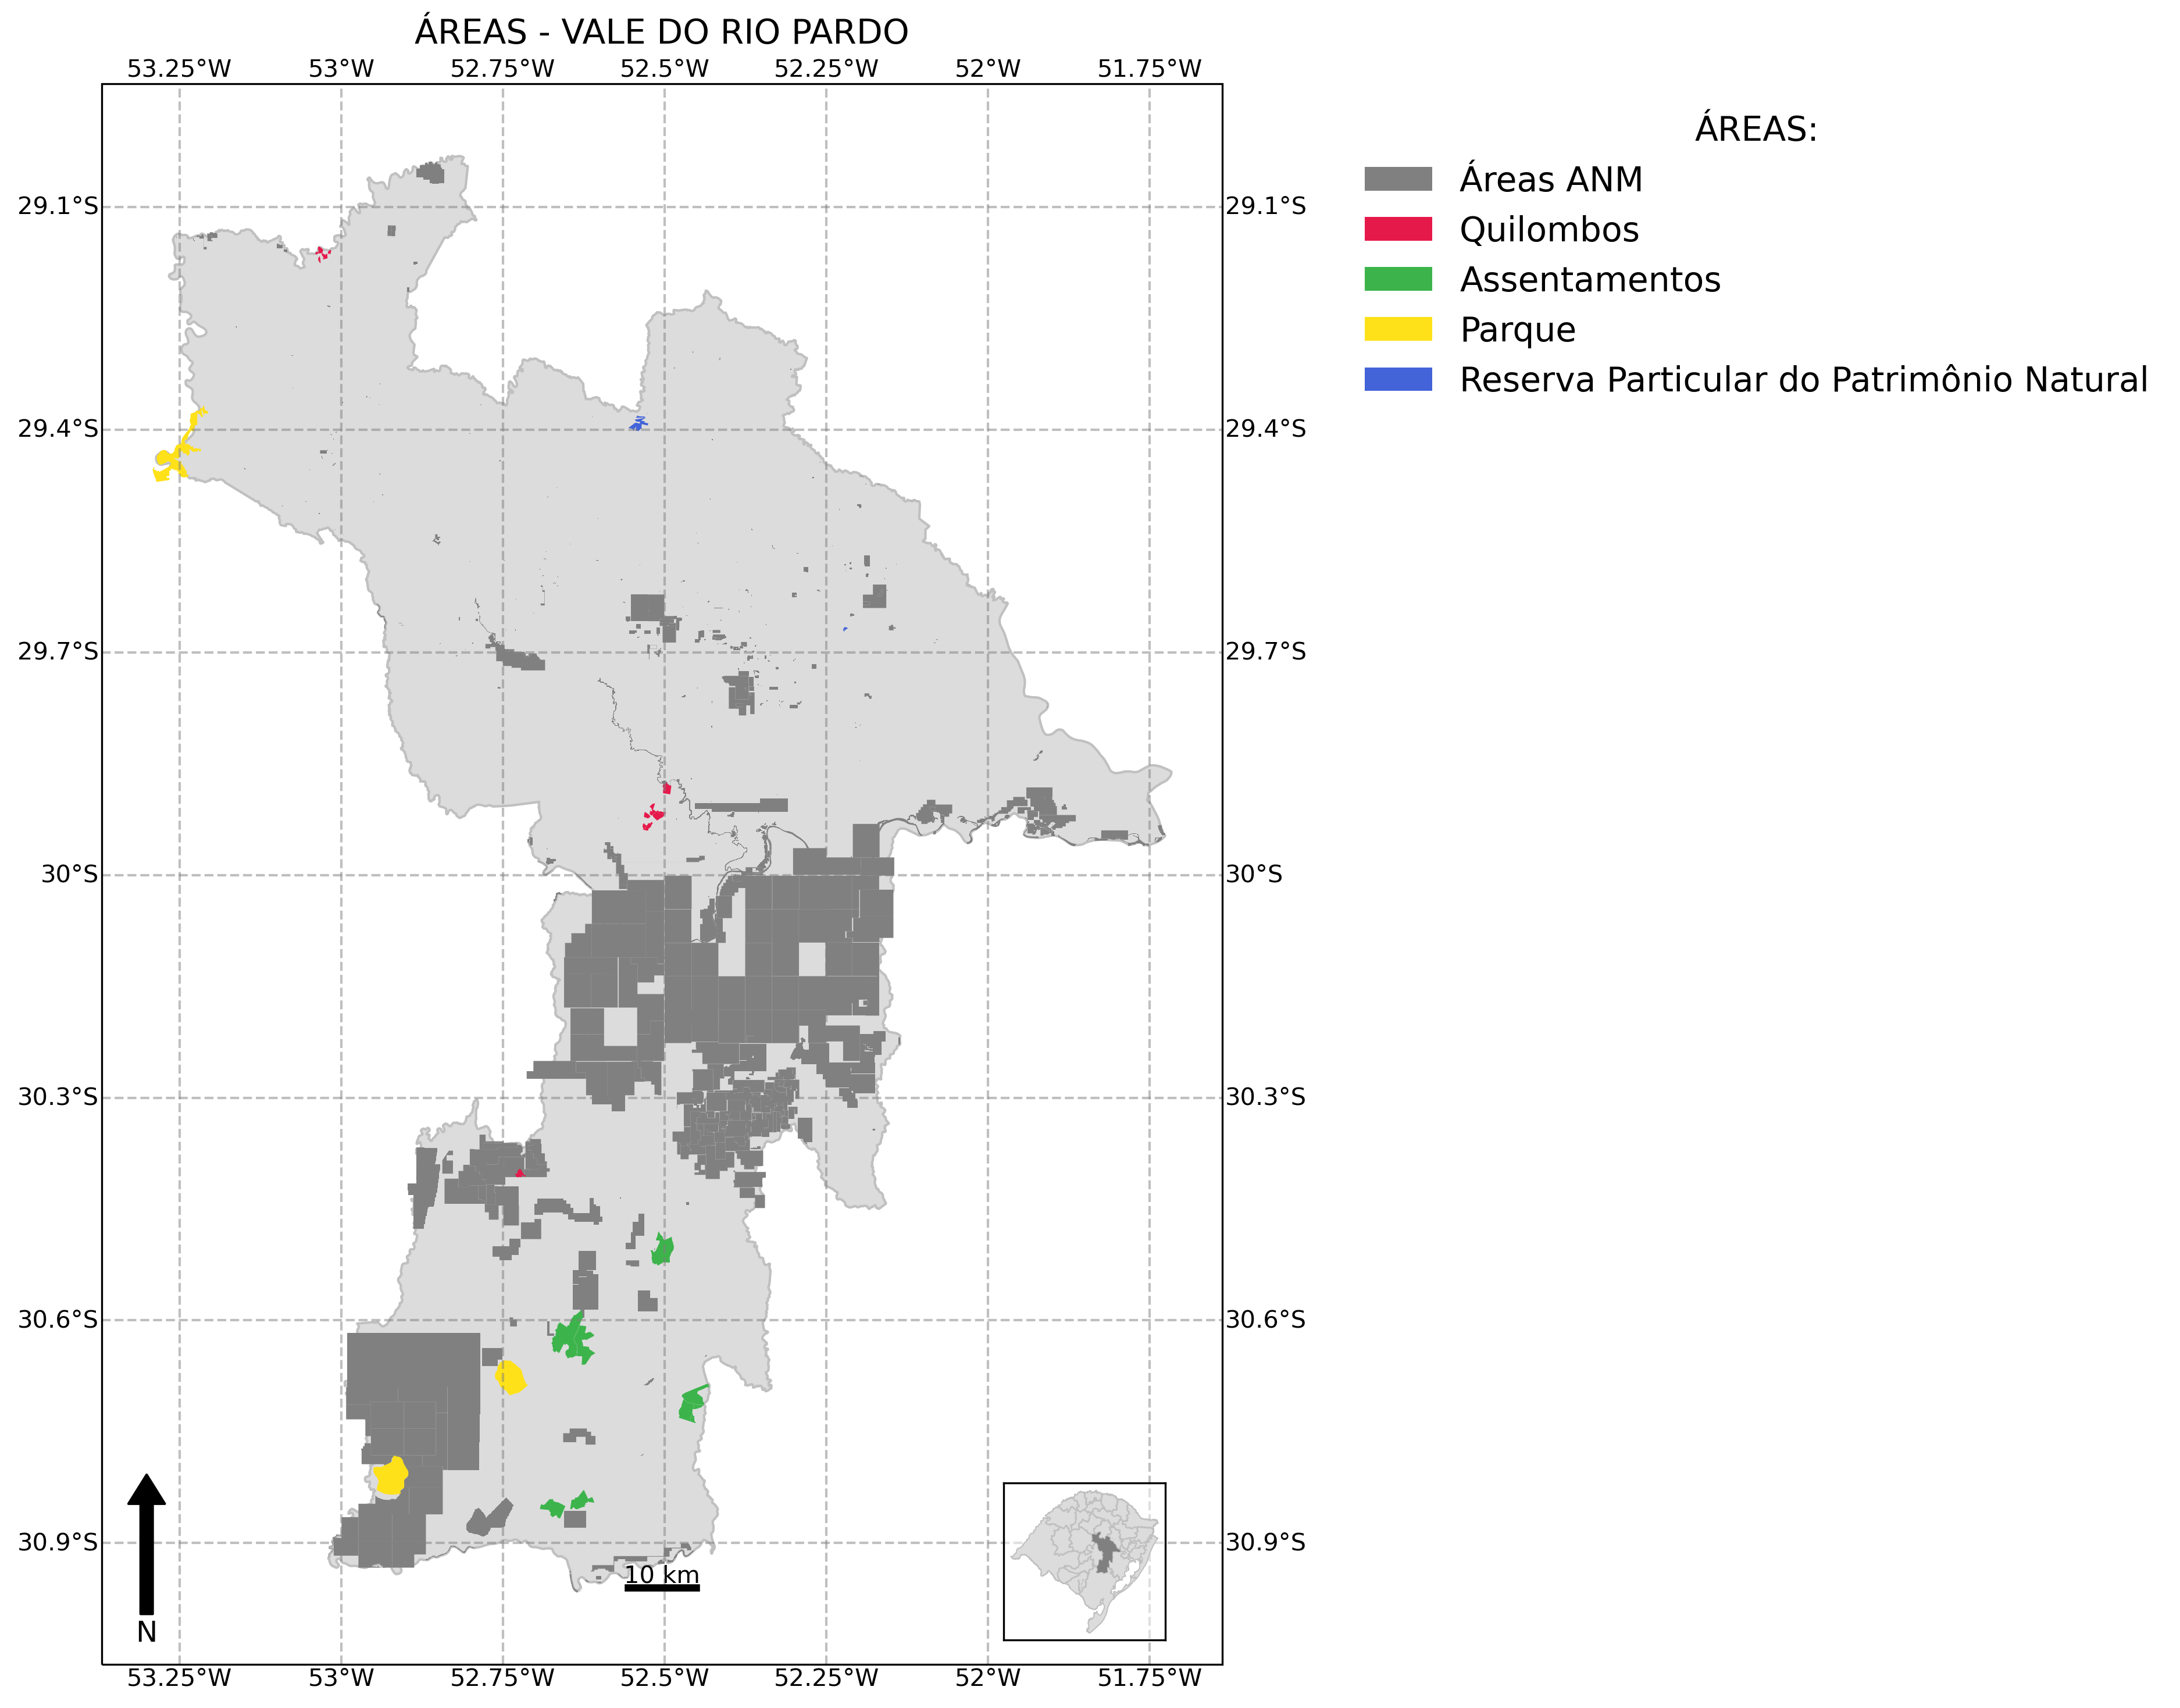 ÁREAS - VALE DO RIO PARDO
53.25°W 53°W 52.75°W 52.5°W 52.25°W 52°W 51.75°W
ÁREAS:
Áreas ANM
Quilombos
Assentamentos
Parque
Reserva Particular do Patrimônio Natural
29.1°S 29.1°S
29.4°S 29.4°S
29.7°S 29.7°S
30°S 30°S
30.3°S 30.3°S
30.6°S 30.6°S
30.9°S 30.9°S
10 km
N
53.25°W 53°W 52.75°W 52.5°W 52.25°W 52°W 51.75°W